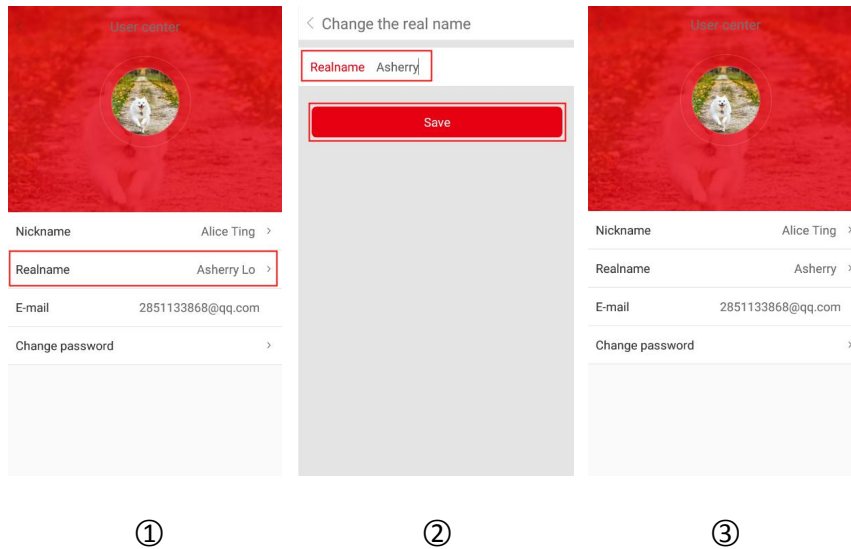 User center
Nickname Alice Ting >
Realname Asherry Lo >
E-mail 2851133868@qq.com
Change password >
①
< Change the real name
Realname Asherry
Save
②
User center
Nickname Alice Ting >
Realname Asherry >
E-mail 2851133868@qq.com
Change password >
③